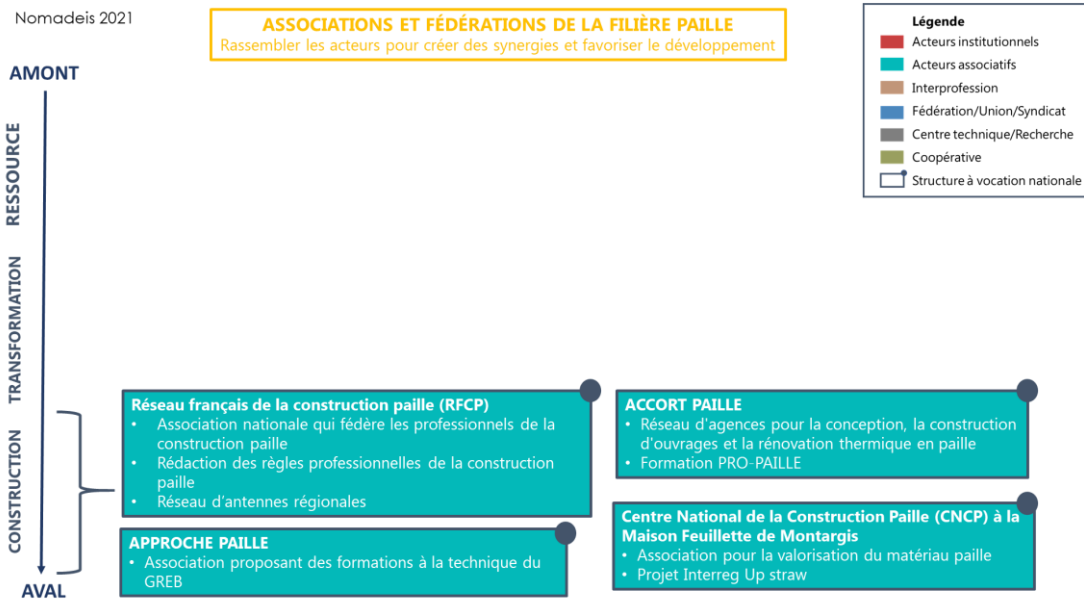 Nomadeis 2021
ASSOCIATIONS ET FÉDÉRATIONS DE LA FILIÈRE PAILLE
Rassembler les acteurs pour créer des synergies et favoriser le développement
Légende
Acteurs institutionnels
Acteurs associatifs
Interprofession
Fédération/Union/Syndicat
Centre technique/Recherche
Coopérative
Structure à vocation nationale
AMONT
RESSOURCE
TRANSFORMATION
CONSTRUCTION
AVAL
Réseau français de la construction paille (RFCP)
• Association nationale qui fédère les professionnels de la
construction paille
• Rédaction des règles professionnelles de la construction
paille
• Réseau d'antennes régionales
ACCORT PAILLE
• Réseau d'agences pour la conception, la construction
d'ouvrages et la rénovation thermique en paille
• Formation PRO-PAILLE
APPROCHE PAILLE
• Association proposant des formations à la technique du
GREB
Centre National de la Construction Paille (CNCP) à la
Maison Feuillette de Montargis
• Association pour la valorisation du matériau paille
• Projet Interreg Up straw